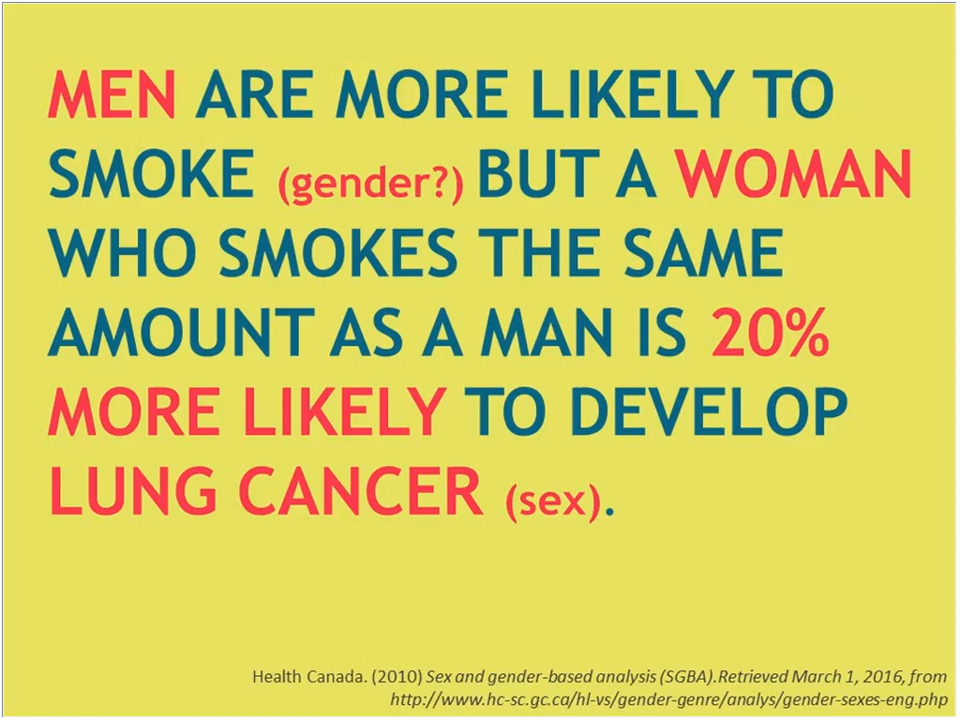 MEN ARE MORE LIKELY TO
SMOKE (gender?) BUT A WOMAN
WHO SMOKES THE SAME
AMOUNT AS A MAN IS 20%
MORE LIKELY TO DEVELOP
LUNG CANCER (sex).
Health Canada. (2010) Sex and gender-based analysis (SGBA).Retrieved March 1, 2016, from
http://www.hc-sc.gc.ca/hl-vs/gender-genre/analys/gender-sexes-eng.php